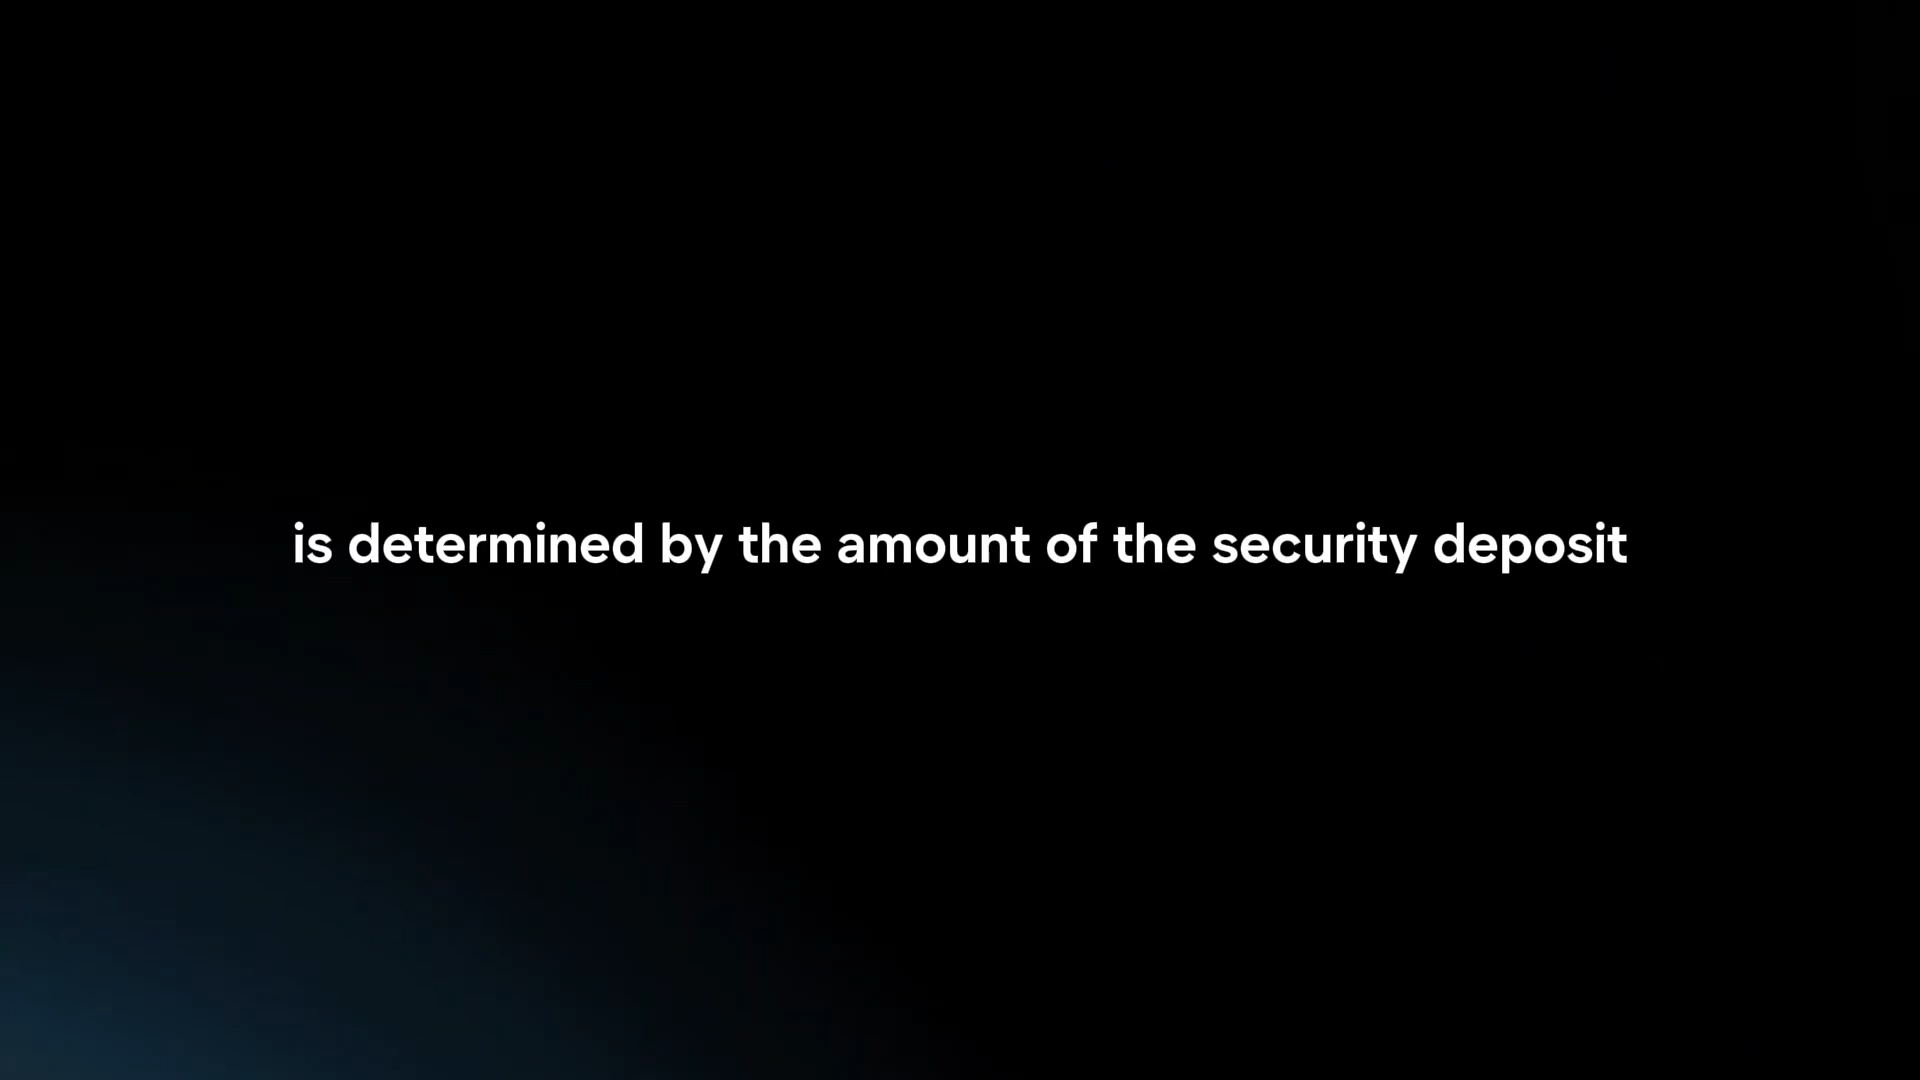 is determined by the amount of the security deposit